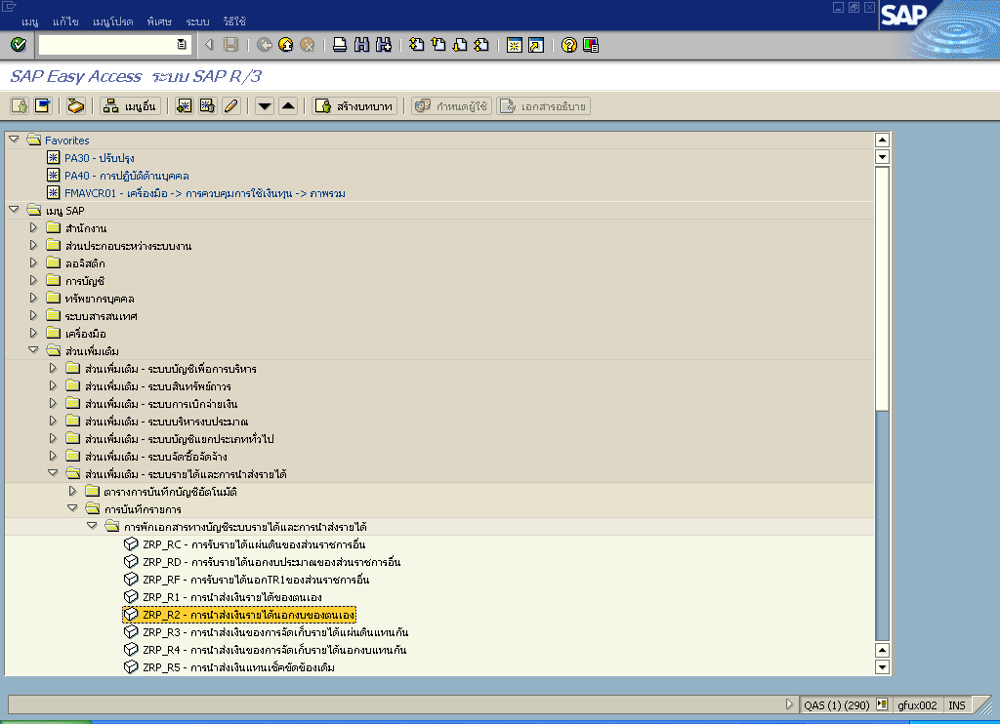 เมนู แก้ไข เมนูโปรด พิเศษ ระบบ วิธีใช้
SAP
SAP Easy Access ระบบ SAP R/3
เมนูอื่น สร้างบทบาท กำหนดผู้ใช้ เอกสารอธิบาย
Favorites
PA30 - ปรับปรุง
PA40 - การปฏิบัติด้านบุคคล
FMAVCR01 - เครื่องมือ -> การควบคุมการใช้เงินทุน -> ภาพรวม
เมนู SAP
สำนักงาน
ส่วนประกอบระหว่างระบบงาน
ลอจิสติก
การบัญชี
ทรัพยากรบุคคล
ระบบสารสนเทศ
เครื่องมือ
ส่วนเพิ่มเติม
ส่วนเพิ่มเติม - ระบบบัญชีเพื่อการบริหาร
ส่วนเพิ่มเติม - ระบบสินทรัพย์ถาวร
ส่วนเพิ่มเติม - ระบบการเบิกจ่ายเงิน
ส่วนเพิ่มเติม - ระบบบริหารงบประมาณ
ส่วนเพิ่มเติม - ระบบบัญชีแยกประเภททั่วไป
ส่วนเพิ่มเติม - ระบบจัดซื้อจัดจ้าง
ส่วนเพิ่มเติม - ระบบรายได้และการนำส่งรายได้
ตารางการบันทึกบัญชีอัตโนมัติ
การบันทึกรายการ
การพักเอกสารทางบัญชีระบบรายได้และการนำส่งรายได้
ZRP_RC - การรับรายได้แผ่นดินของส่วนราชการอื่น
ZRP_RD - การรับรายได้นอกงบประมาณของส่วนราชการอื่น
ZRP_RF - การรับรายได้นอกTR1ของส่วนราชการอื่น
ZRP_R1 - การนำส่งเงินรายได้ของตนเอง
ZRP_R2 - การนำส่งเงินรายได้นอกงบของตนเอง
ZRP_R3 - การนำส่งเงินของการจัดเก็บรายได้แผ่นดินแทนกัน
ZRP_R4 - การนำส่งเงินของการจัดเก็บรายได้นอกงบแทนกัน
ZRP_R5 - การนำส่งเงินแทนเช็คขัดข้องเดิม
QAS (1) (290) gfux002 INS